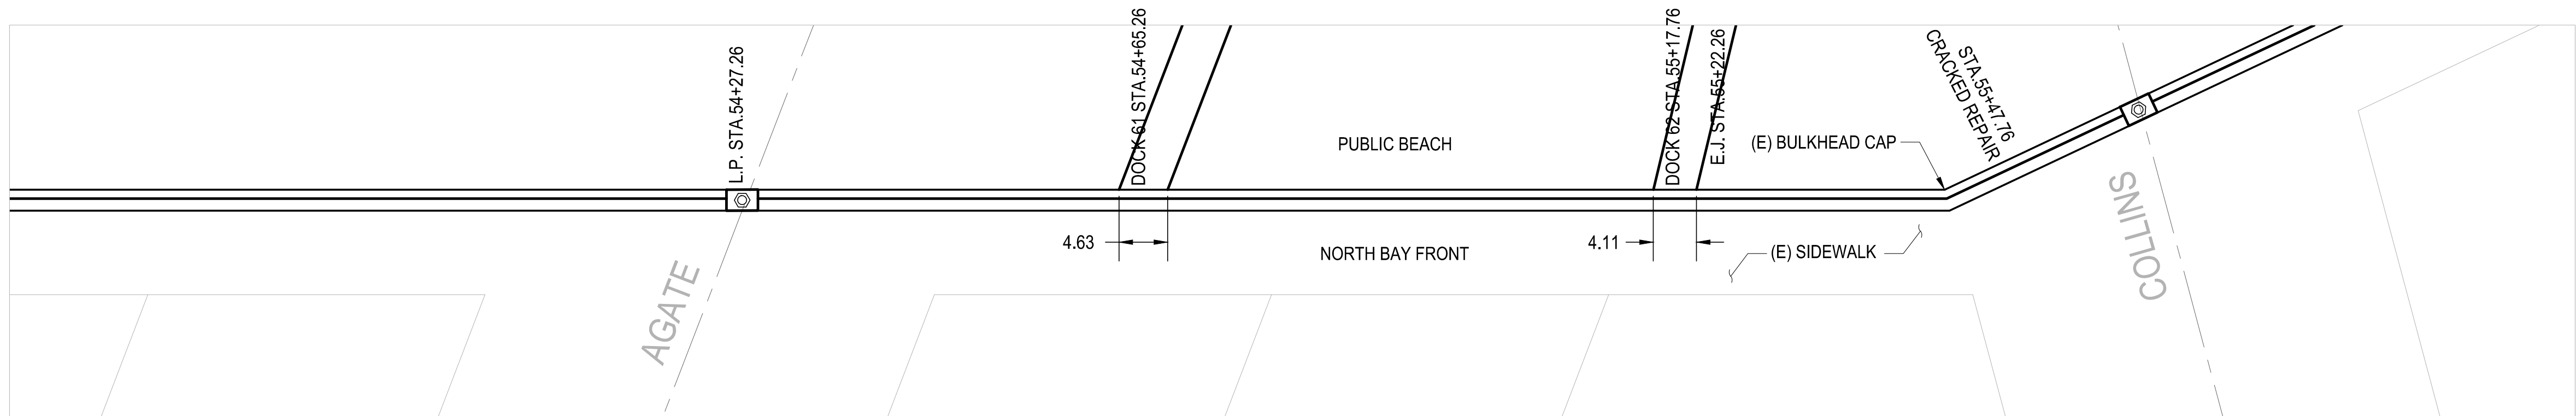 L.P. STA.54+27.26
DOCK 61 STA.54+65.26
DOCK 62 STA.55+17.76
E.J. STA.55+22.26
STA.55+47.76
CRACKED REPAIR
PUBLIC BEACH
(E) BULKHEAD CAP
4.63
4.11
NORTH BAY FRONT
(E) SIDEWALK
AGATE
COLLINS